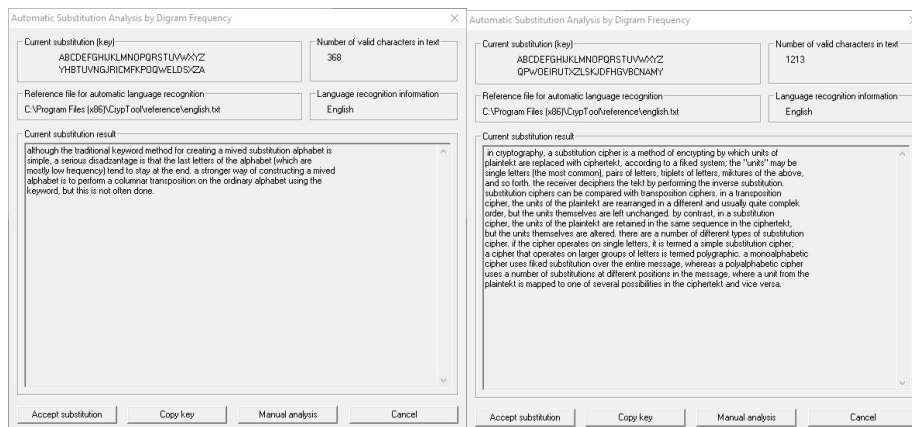 Automatic Substitution Analysis by Digram Frequency
Current substitution (key)
ABCDEFGHIJKLMNOPQRSTUVWXYZ
YHBTUVNGJRICMFKPOQWELDSXZA
Number of valid characters in text
368
Reference file for automatic language recognition
C:\Program Files (x86)\CrypTool\reference\english.txt
Language recognition information
English
Current substitution result
although the traditional keyword method for creating a mived substitution alphabet is
simple, a serious disadvantage is that the last letters of the alphabet (which are
mostly low frequency) tend to stay at the end. a stronger way of constructing a mived
alphabet is to perform a columnar transposition on the ordinary alphabet using the
keyword, but this is not often done.
Accept substitution
Copy key
Manual analysis
Cancel
Automatic Substitution Analysis by Digram Frequency
Current substitution (key)
ABCDEFGHIJKLMNOPQRSTUVWXYZ
QPWOEIRUTXZLSKJDFHGVBCNAMY
Number of valid characters in text
1213
Reference file for automatic language recognition
C:\Program Files (x86)\CrypTool\reference\english.txt
Language recognition information
English
Current substitution result
in cryptography, a substitution cipher is a method of encrypting by which units of
plaintekt are replaced with ciphertekt, according to a fiked system; the "units" may be
single letters (the most common), pairs of letters, triplets of letters, miktures of the above,
and so forth. the receiver deciphers the tekt by performing the inverse substitution.
substitution ciphers can be compared with transposition ciphers. in a transposition
cipher, the units of the plaintekt are rearranged in a different and usually quite complek
order, but the units themselves are left unchanged. by contrast, in a substitution
cipher, the units of the plaintekt are retained in the same sequence in the ciphertekt,
but the units themselves are altered. there are a number of different types of substitution
cipher. if the cipher operates on single letters, it is termed a simple substitution cipher;
a cipher that operates on larger groups of letters is termed polygraphic. a monoalphabetic
cipher uses fiked substitution over the entire message, whereas a polyalphabetic cipher
uses a number of substitutions at different positions in the message, where a unit from the
plaintekt is mapped to one of several possibilities in the ciphertekt and vice versa.
Accept substitution
Copy key
Manual analysis
Cancel